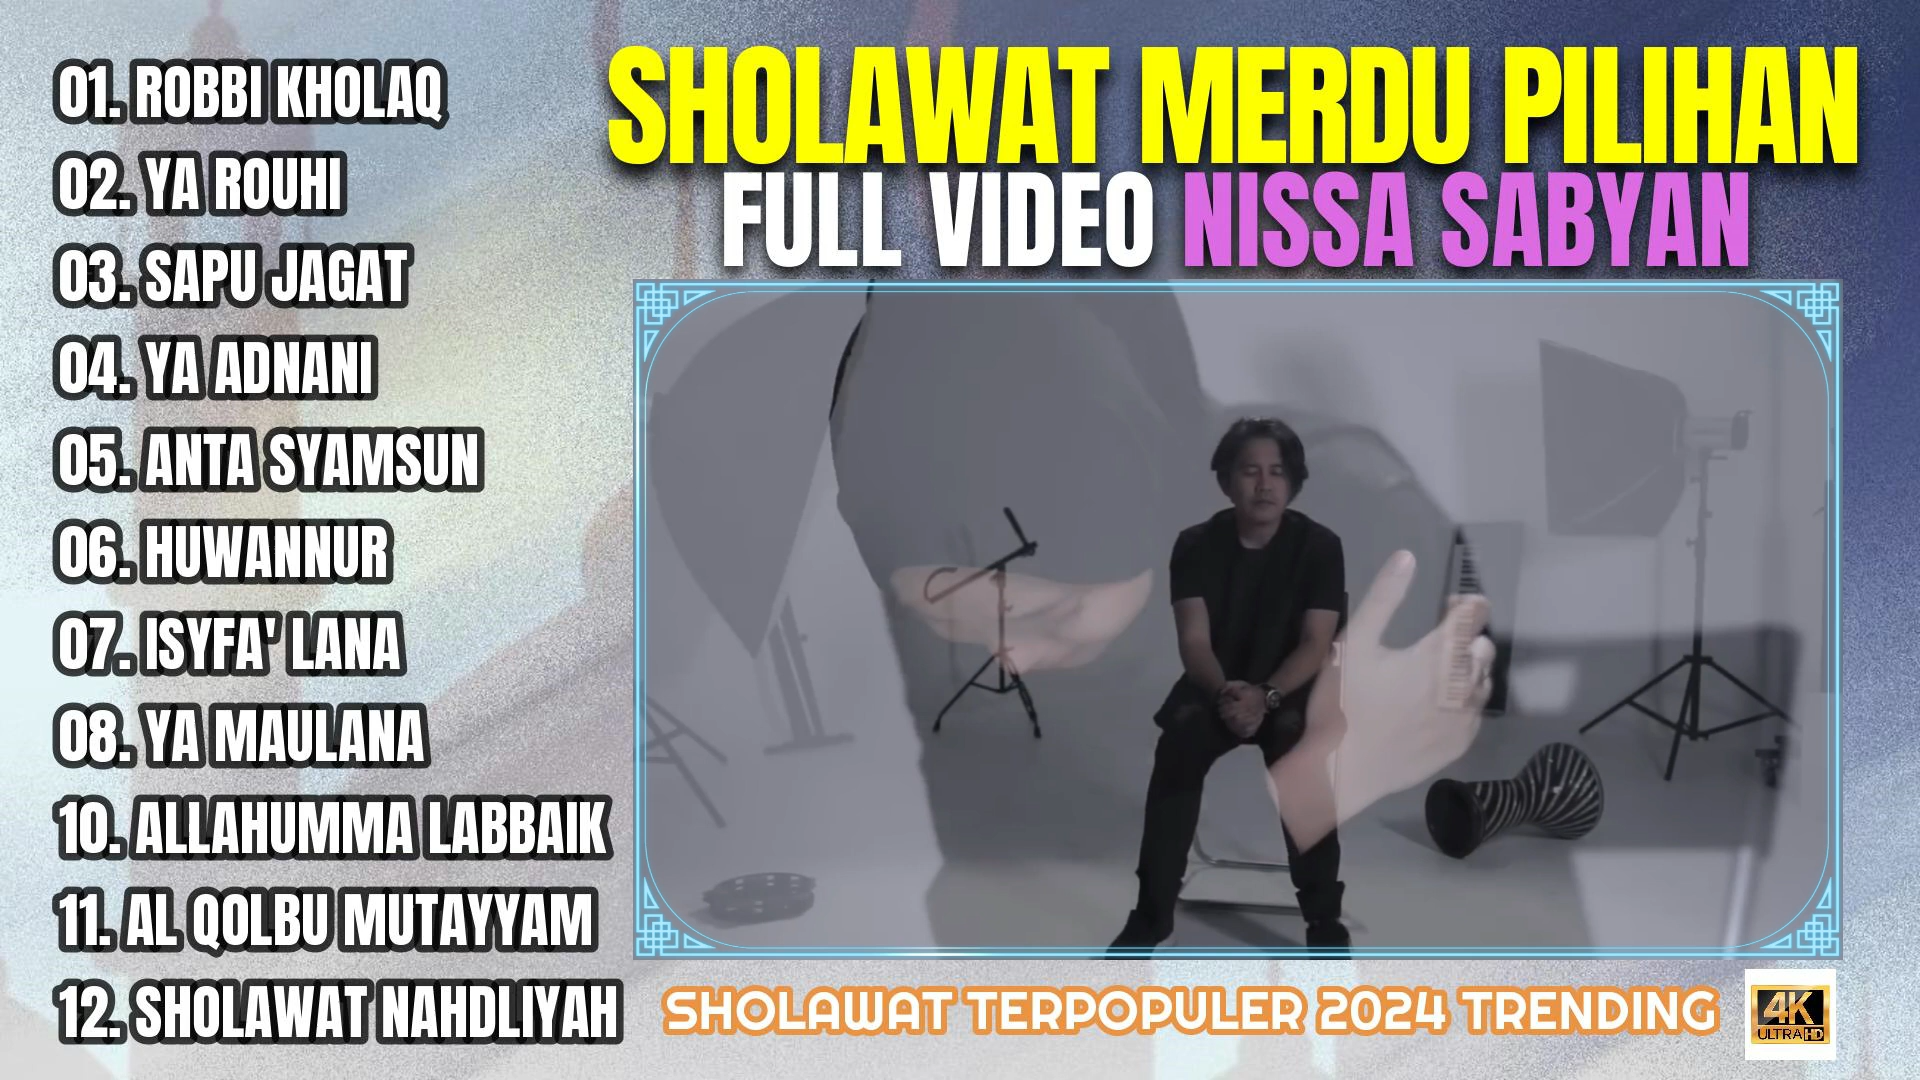 01. ROBBI KHOLAQ
02. YA ROUHI
03. SAPU JAGAT
04. YA ADNANI
05. ANTA SYAMSUN
06. HUWANNUR
07. ISYFA' LANA
08. YA MAULANA
10. ALLAHUMMA LABBAIK
11. AL QOLBU MUTAYYAM
12. SHOLAWAT NAHDLIYAH
SHOLAWAT MERDU PILIHAN
FULL VIDEO NISSA SABYAN
SHOLAWAT TERPOPULER 2024 TRENDING
4K
ULTRA HD